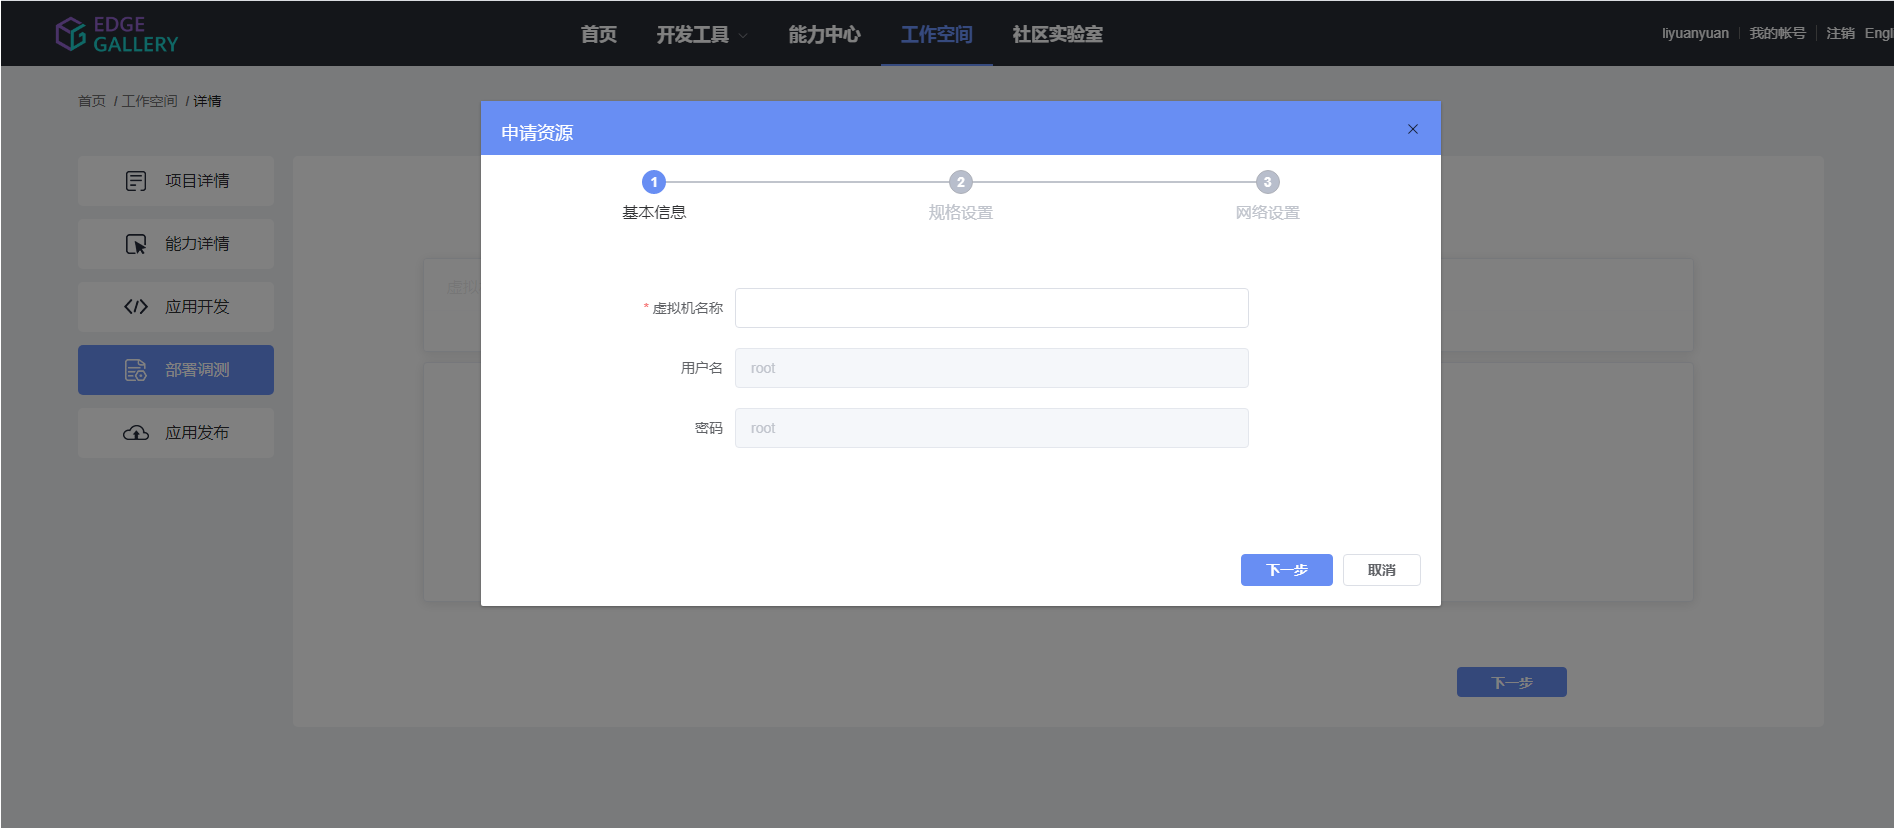 EDGE
GALLERY
首页
开发工具
能力中心
工作空间
社区实验室
liyuanyuan
我的帐号
注销
Engli
首页 / 工作空间 / 详情
项目详情
能力详情
应用开发
部署调测
应用发布
申请资源
1
2
3
基本信息
规格设置
网络设置
虚拟
* 虚拟机名称
用户名
root
密码
root
下一步
取消
下一步